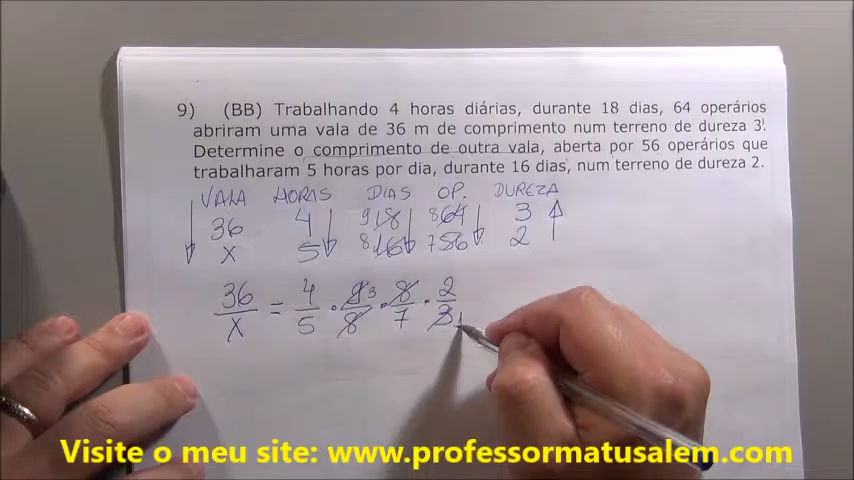 9) (BB) Trabalhando 4 horas diárias, durante 18 dias, 64 operários
abriram uma vala de 36 m de comprimento num terreno de dureza 3.
Determine o comprimento de outra vala, aberta por 56 operários que
trabalharam 5 horas por dia, durante 16 dias, num terreno de dureza 2.
VALA HORAS DIAS OP. DUREZA
36 4 9 18 8 64 3
X 5 8 16 7 56 2
36/X = 4/5 · 9 3/8 · 8/7 · 2/3 1
Visite o meu site: www.professormatusalem.com